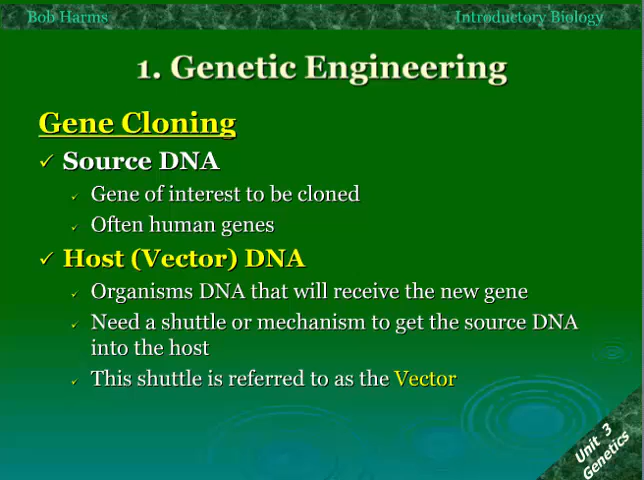 Bob Harms
Introductory Biology
1. Genetic Engineering
Gene Cloning
✓ Source DNA
✓ Gene of interest to be cloned
✓ Often human genes
✓ Host (Vector) DNA
✓ Organisms DNA that will receive the new gene
✓ Need a shuttle or mechanism to get the source DNA
into the host
✓ This shuttle is referred to as the Vector
Unit 3
Genetics